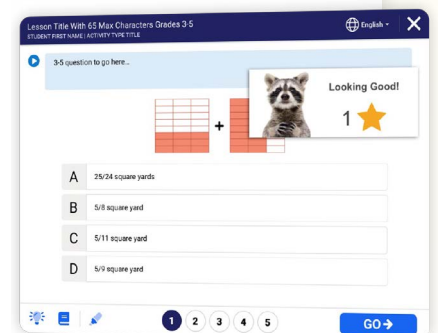 Lesson Title With 65 Max Characters Grades 3-5
English
STUDENT FIRST NAME | ACTIVITY TYPE TITLE
3-5 question to go here...
Looking Good!
1
+
A 25/24 square yards
B 5/8 square yard
C 5/11 square yard
D 5/9 square yard
1 2 3 4 5
GO